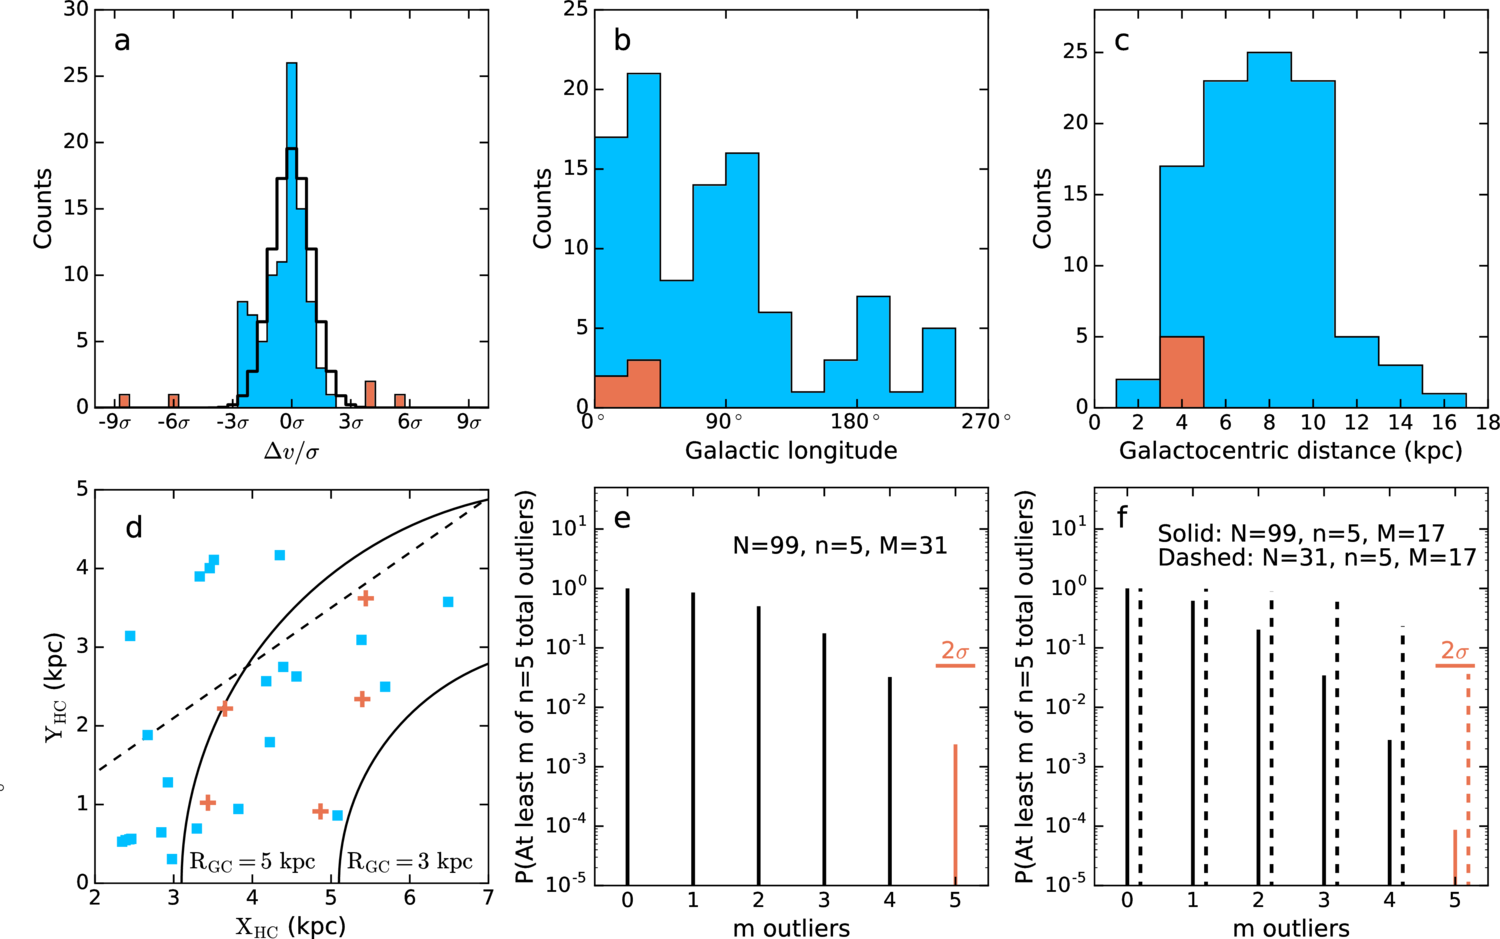 a
30
25
20
15
10
5
0
Counts
-9σ -6σ -3σ 0σ 3σ 6σ 9σ
Δv/σ
b
25
20
15
10
5
0
Counts
0° 90° 180° 270°
Galactic longitude
c
25
20
15
10
5
0
Counts
0 2 4 6 8 10 12 14 16 18
Galactocentric distance (kpc)
d
5
4
3
2
1
0
Y_HC (kpc)
R_GC = 5 kpc
R_GC = 3 kpc
2 3 4 5 6 7
X_HC (kpc)
°
e
N=99, n=5, M=31
2σ
10^1
10^0
10^-1
10^-2
10^-3
10^-4
10^-5
P(At least m of n=5 total outliers)
0 1 2 3 4 5
m outliers
f
Solid: N=99, n=5, M=17
Dashed: N=31, n=5, M=17
2σ
10^1
10^0
10^-1
10^-2
10^-3
10^-4
10^-5
P(At least m of n=5 total outliers)
0 1 2 3 4 5
m outliers